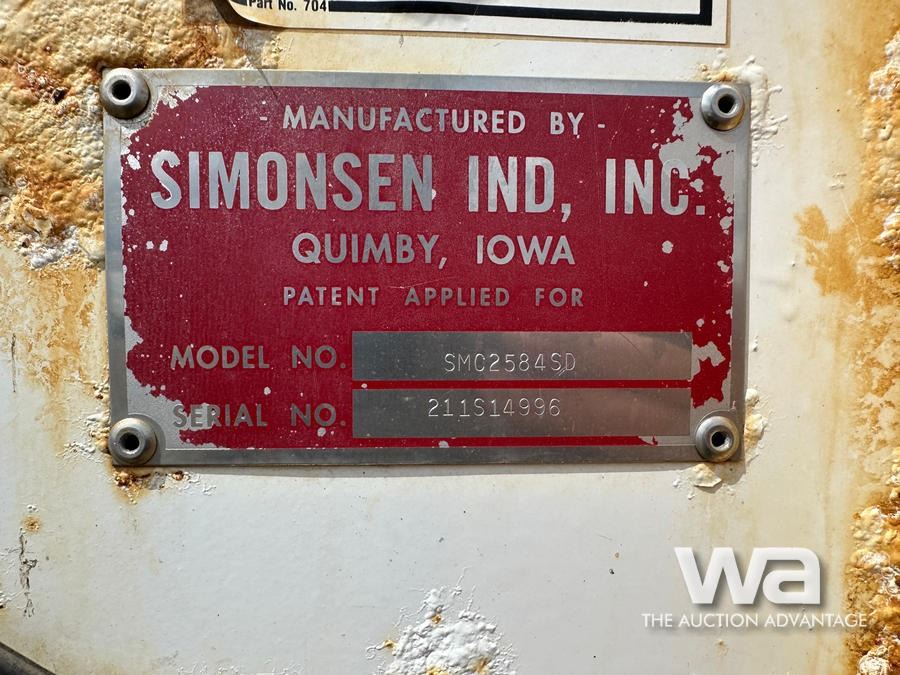 Part No. 704
- MANUFACTURED BY -
SIMONSEN IND, INC.
QUIMBY, IOWA
PATENT APPLIED FOR
MODEL NO. SMC2584SD
SERIAL NO. 211S14996
wa
THE AUCTION ADVANTAGE